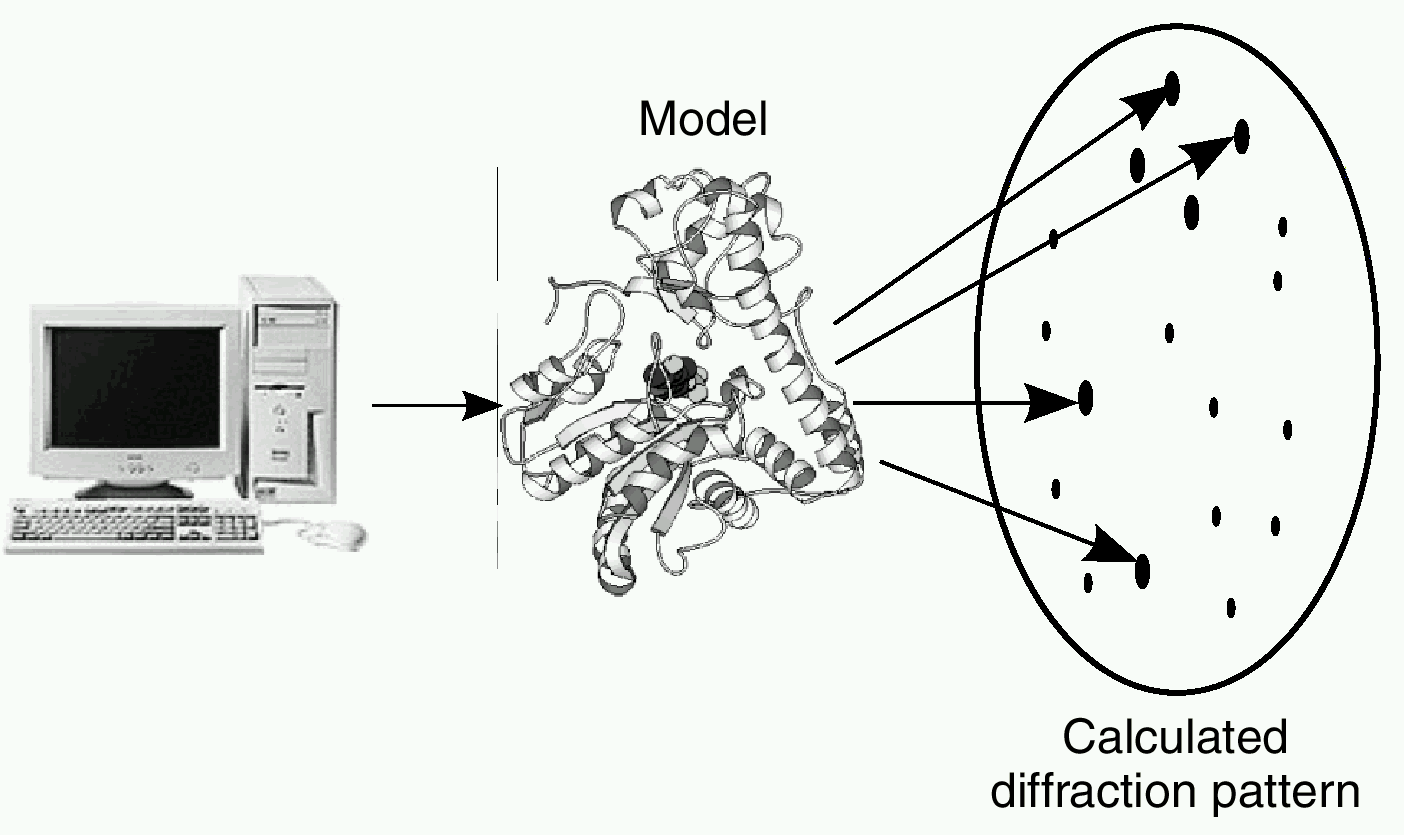 Model
Calculated
diffraction pattern